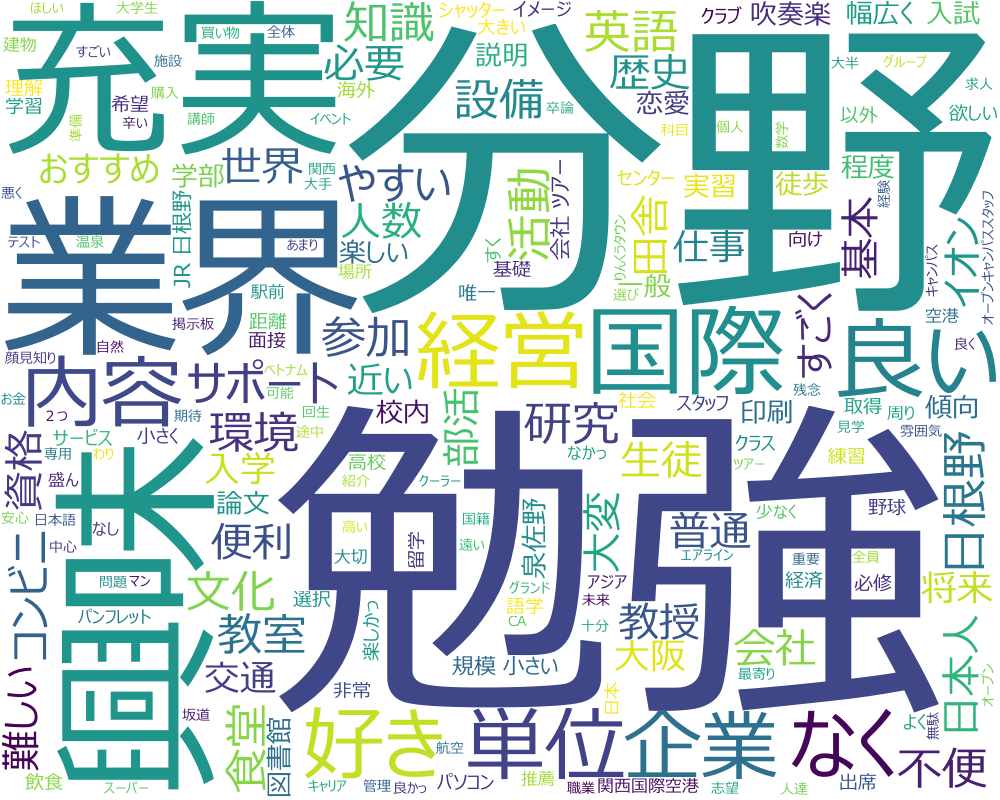 ほしい
大学生
建物
すごい
買い物
全体
知識
シャッター
イメージ
大きい
クラブ
吹奏楽
幅広く
入試
充実
分野
英語
説明
必要
歴史
大半
グループ
理解
施設
学習
希望
購入
海外
設備
卒論
恋愛
以外
求人
欲しい
準備
辛い
講師
イベント
科目
個人
数学
おすすめ
学部
世界
関西
大手
やすい
活動
会社 ツアー
センター
実習
徒歩
程度
経験
悪く
JR 日根野
人数
田舎
仕事
基本
イオン
キャンパス
オープンキャンパススタッフ
業界
テスト
温泉
あまり
楽しい
すく
りんくうタウン
向け
場所
基礎
選び
一般
駅前
唯一
すごく
空港
掲示板
距離
面接
参加
経営
国際
良い
良く
顔見知り
自然
ベトナム
近い
残念
お金
内容
サポート
可能
社会
スタッフ
印刷
取得
周り
傾向
2つ
期待
回生
校内
部活
研究
見学
雰囲気
資格
サービス
小さく
環境
途中
なかっ
クラス
専用
わり
入学
高校
勉強
生徒
ツアー
練習
日根野
盛ん
紹介
クーラー
興味
論文
国籍
大変
普通
少なく
野球
安心
日本語
なし
高い
遠い
泉佐野
エアライン
コンビニ
中心
便利
大切
留学
重要
全員
問題
マン
文化
グランド
アジア
経済
必修
将来
選択
語学
未来
パンフレット
教室
楽しかっ
CA
十分
教授
会社
日本人
オープン
規模 小さい
大阪
最寄り
難しい
交通
非常
日本
坂道
食堂
図書館
好き
単位
企業
なく
よく
無駄
航空
不便
飲食
スーパー
キャリア
管理
良かっ
パソコン
推薦
職業
関西国際空港
志望
人達
出席